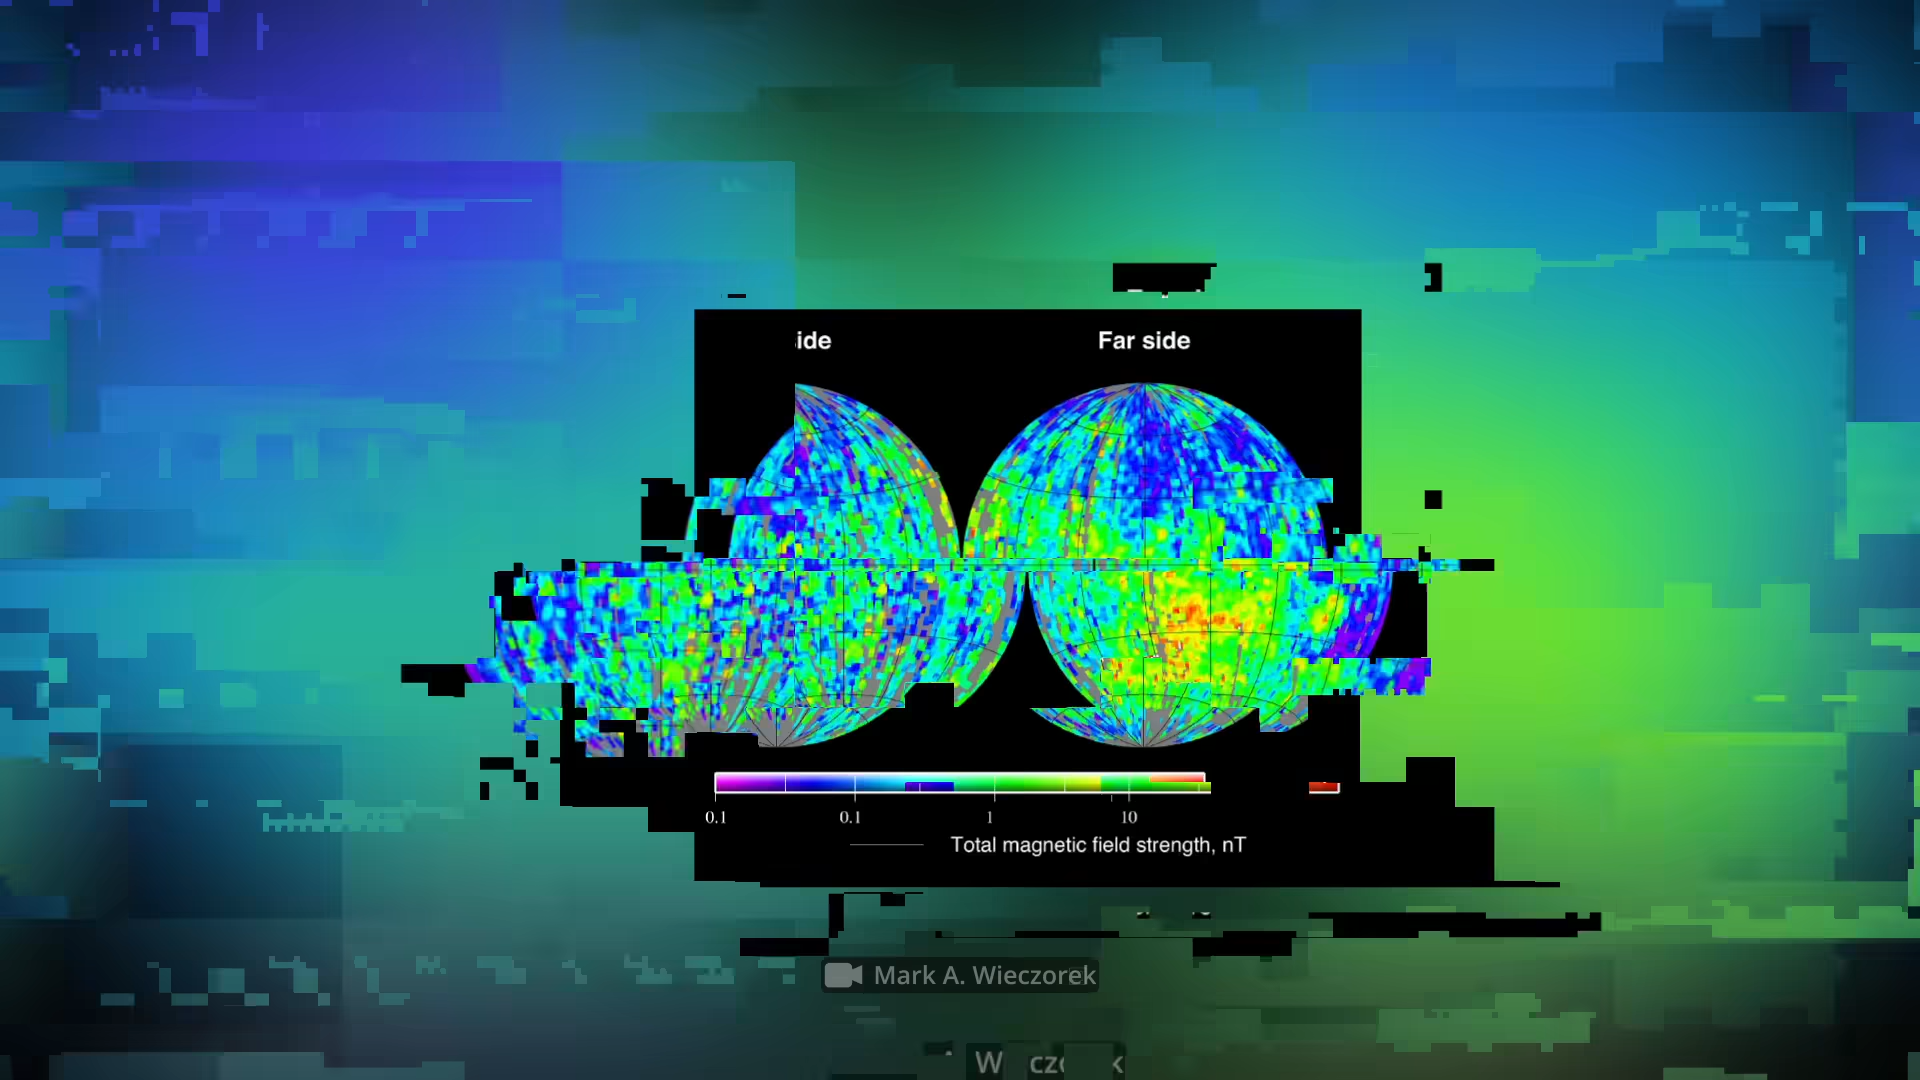 ide Far side
0.1 0.1 1 10
Total magnetic field strength, nT
Mark A. Wieczorek